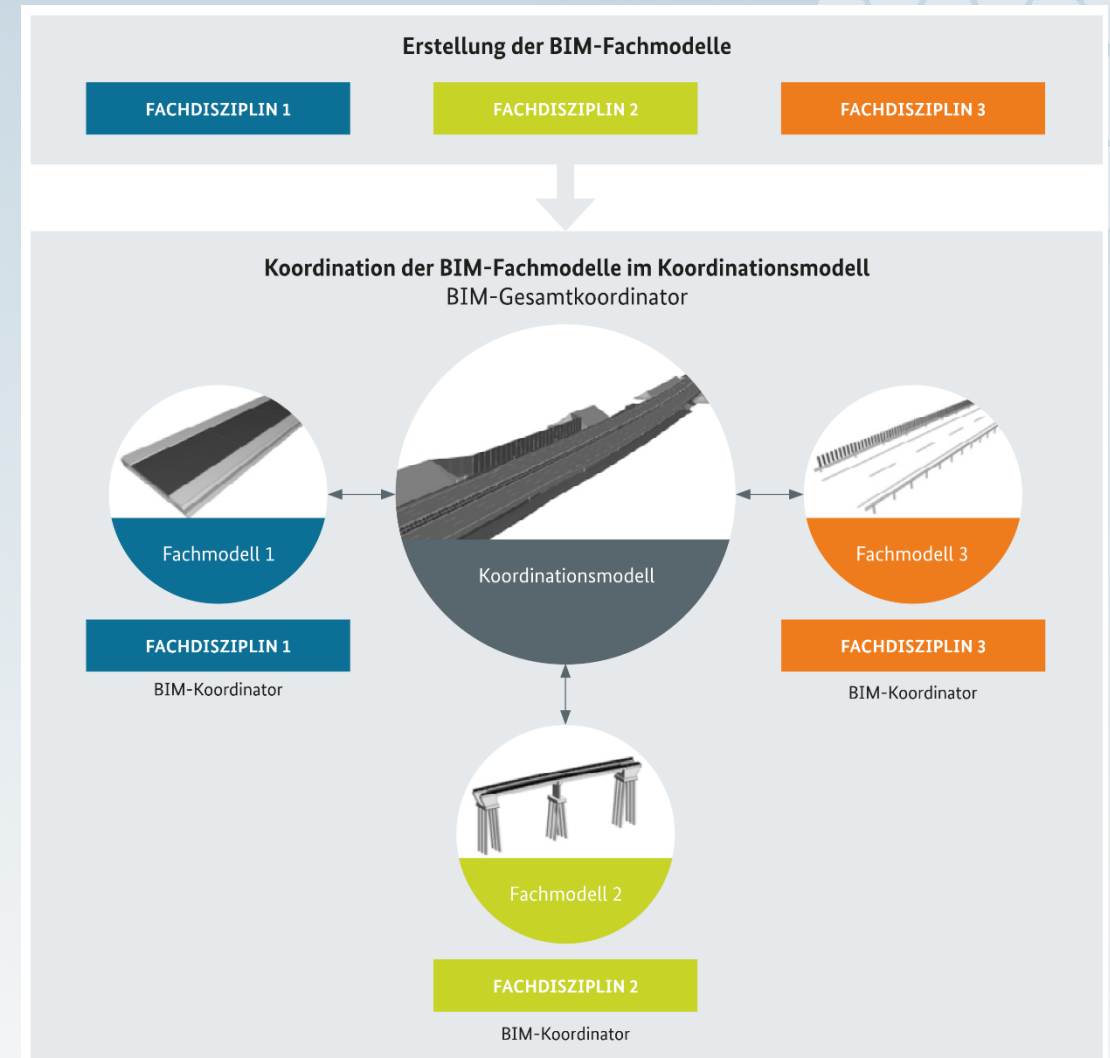 Erstellung der BIM-Fachmodelle
FACHDISZIPLIN 1
FACHDISZIPLIN 2
FACHDISZIPLIN 3
Koordination der BIM-Fachmodelle im Koordinationsmodell
BIM-Gesamtkoordinator
Fachmodell 1
Koordinationsmodell
Fachmodell 3
FACHDISZIPLIN 1
BIM-Koordinator
FACHDISZIPLIN 3
BIM-Koordinator
Fachmodell 2
FACHDISZIPLIN 2
BIM-Koordinator